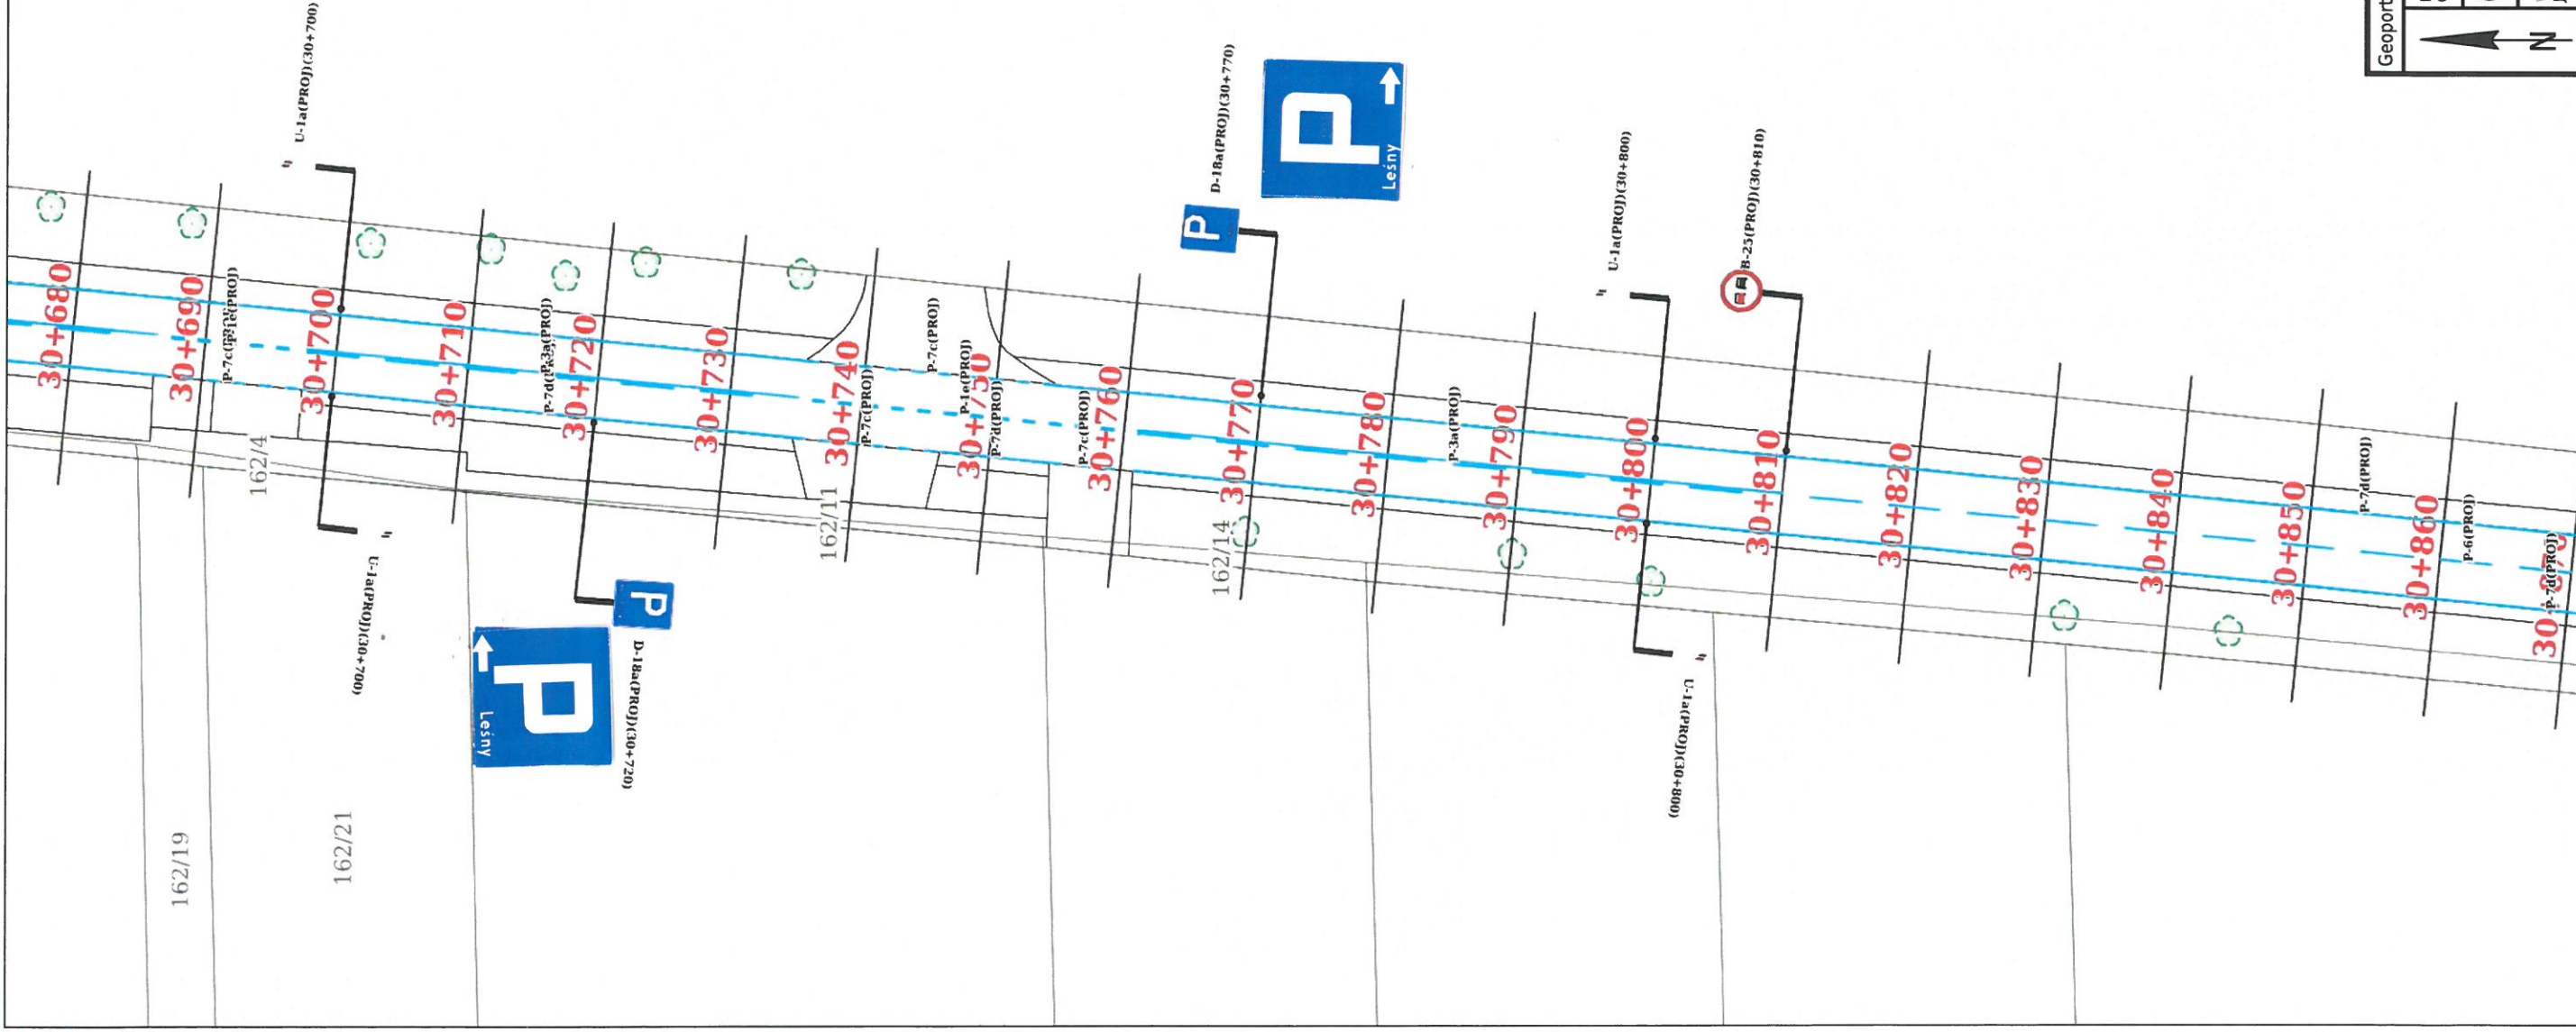 U-1a(PROJ)(30+700)
30+680
30+690
P-7c(PROJ)
P-1e(PROJ)
30+700
30+710
P-3a(PROJ)
P-7d(PROJ)
30+720
30+730
30+740
P-7c(PROJ)
P-7c(PROJ)
P-1e(PROJ)
30+750
P-7d(PROJ)
P-7c(PROJ)
30+760
D-18a(PROJ)(30+770)
P
P
Leśny
30+770
30+780
P-3a(PROJ)
30+790
U-1a(PROJ)(30+800)
30+800
B-25(PROJ)(30+810)
30+810
30+820
30+830
30+840
30+850
P-7d(PROJ)
30+860
P-6(PROJ)
P-7d(PROJ)
30+870
162/4
162/11
162/14
U-1a(PROJ)(30+700)
P
P
Leśny
D-18a(PROJ)(30+720)
U-1a(PROJ)(30+800)
162/19
162/21
Geoport
N